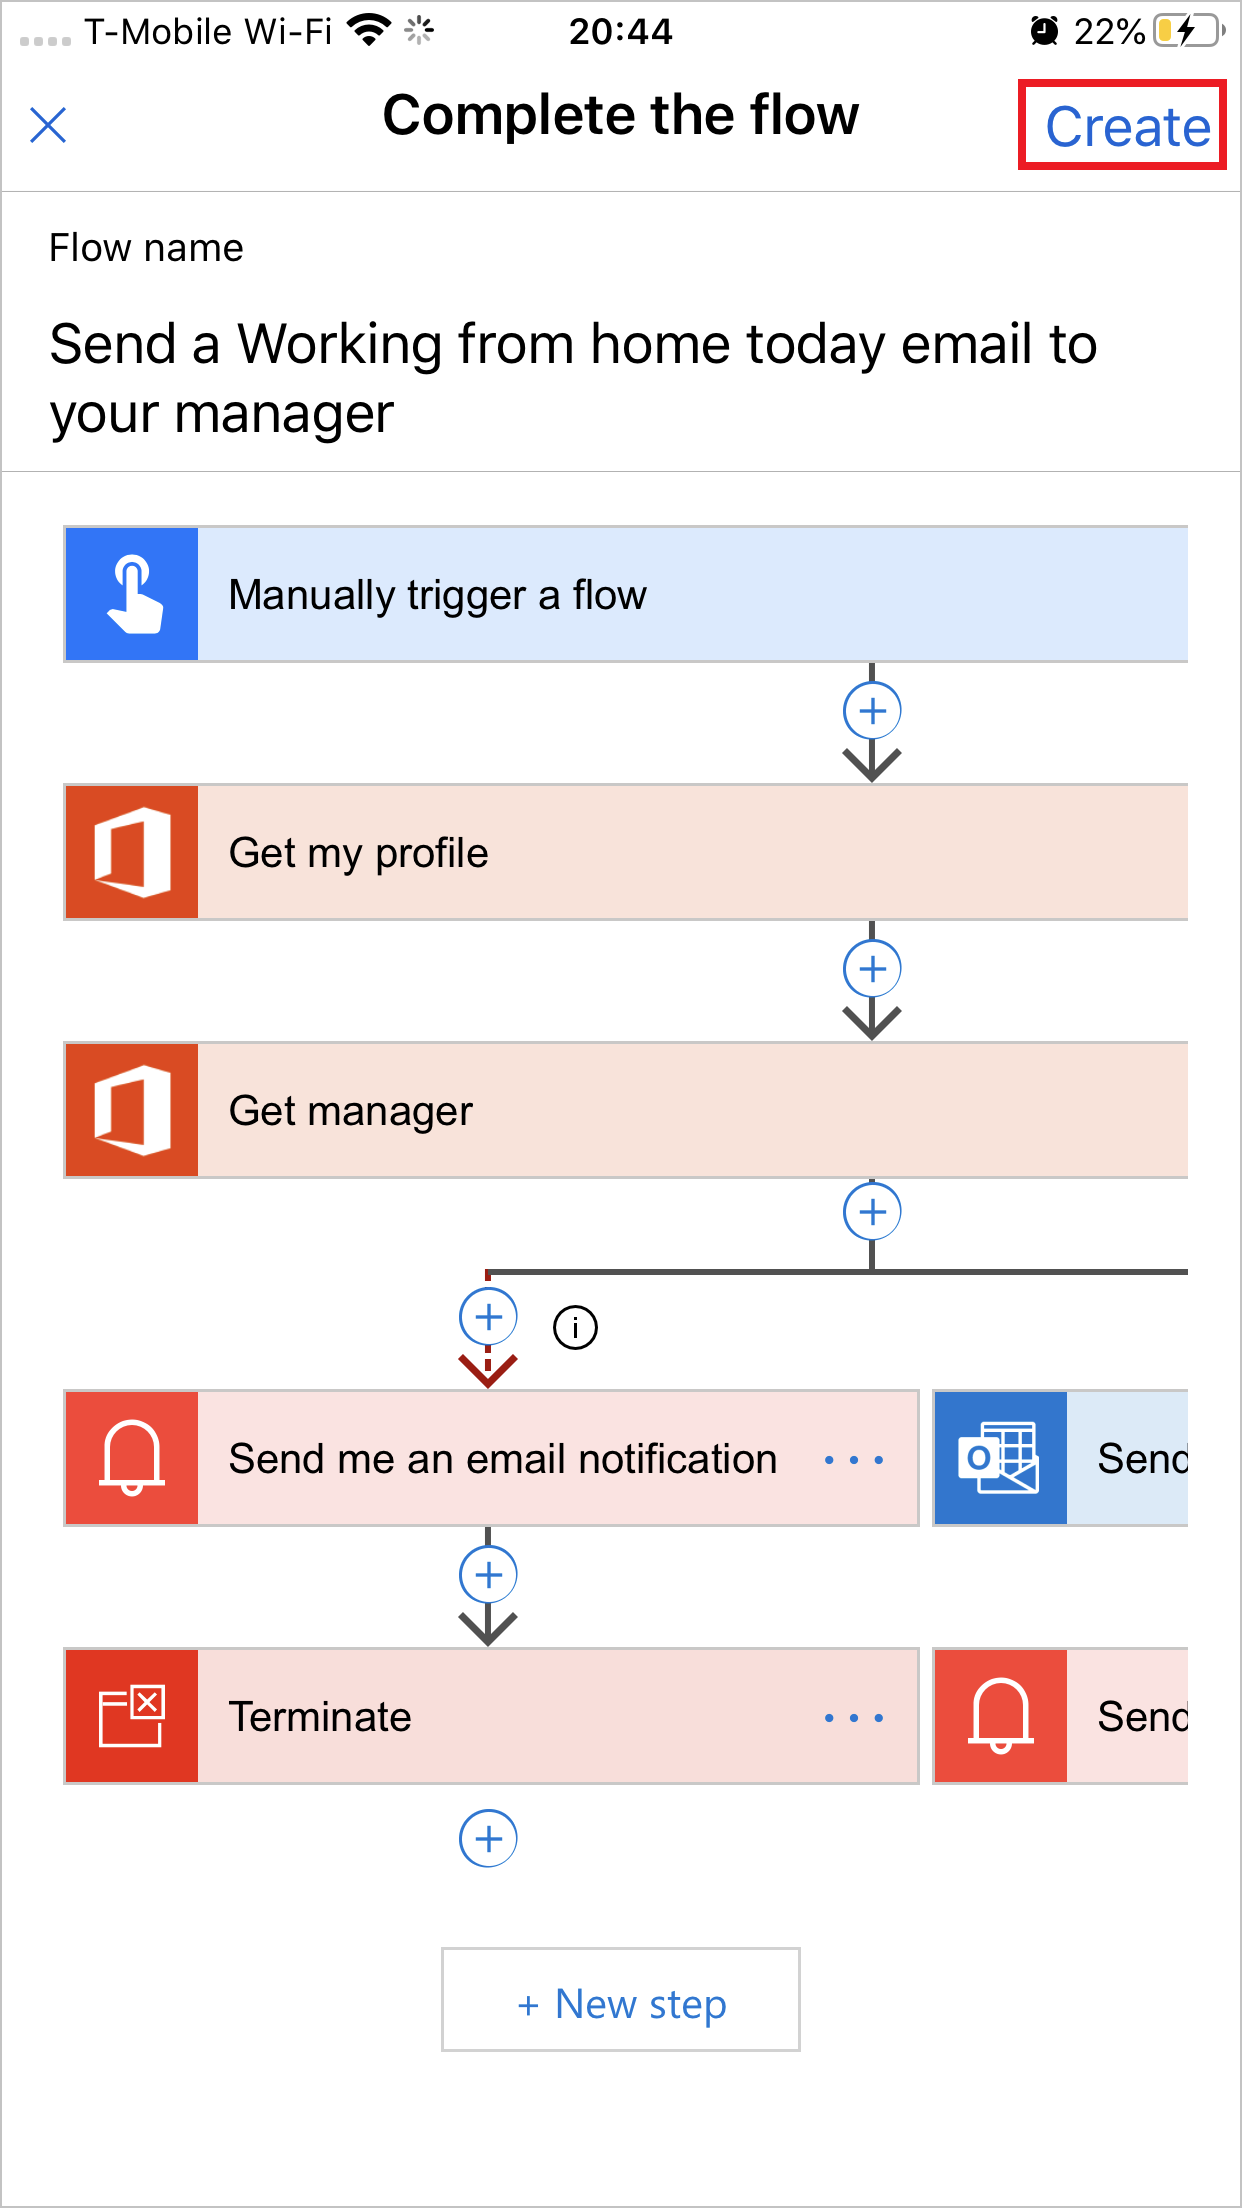 T-Mobile Wi-Fi 20:44 22%
Complete the flow Create
Flow name
Send a Working from home today email to
your manager
Manually trigger a flow
Get my profile
Get manager
i
Send me an email notification Send
Terminate Send
+ New step